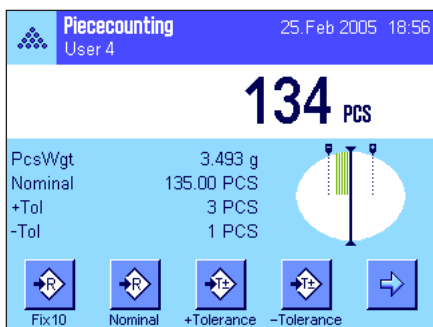 Piececounting 25.Feb 2005 18:56
User 4
134 PCS
PcsWgt 3.493 g
Nominal 135.00 PCS
+Tol 3 PCS
-Tol 1 PCS
R R T± T±
Fix10 Nominal +Tolerance −Tolerance